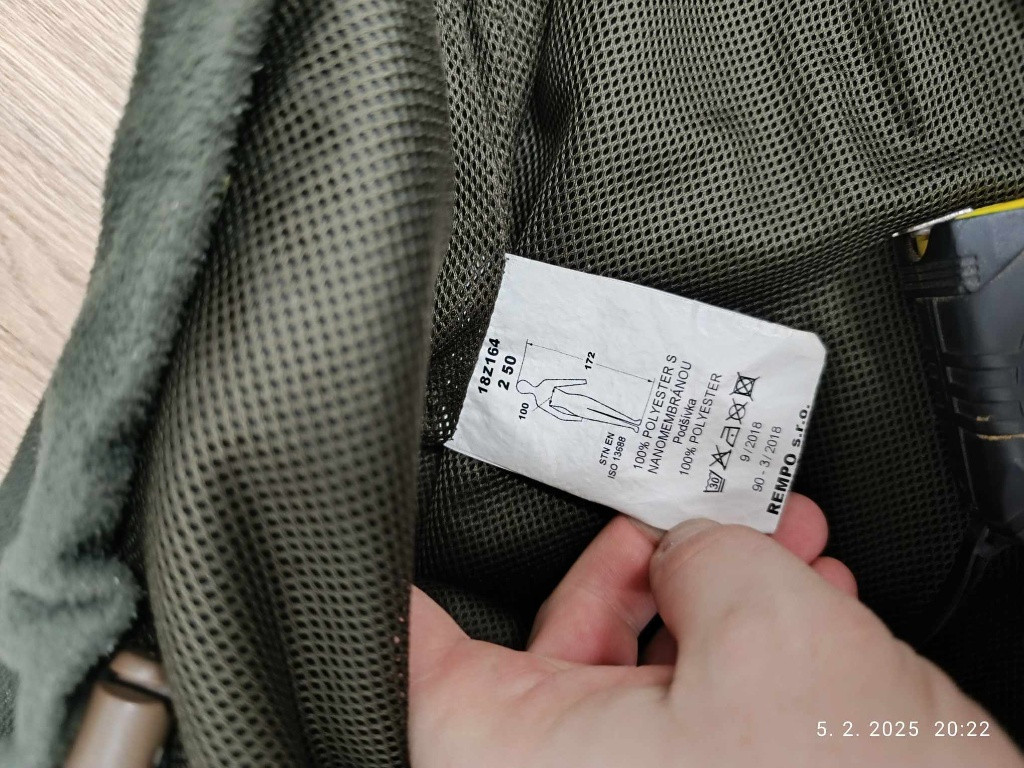 18Z164
2 50
172
100
STN EN
ISO 13688
100% POLYESTER.S
NANOMEMBRÁNOU
Podšívka
100% POLYESTER
30
9/2018
90 - 3/2018
REMPO s.r.o.
5. 2. 2025 20:22